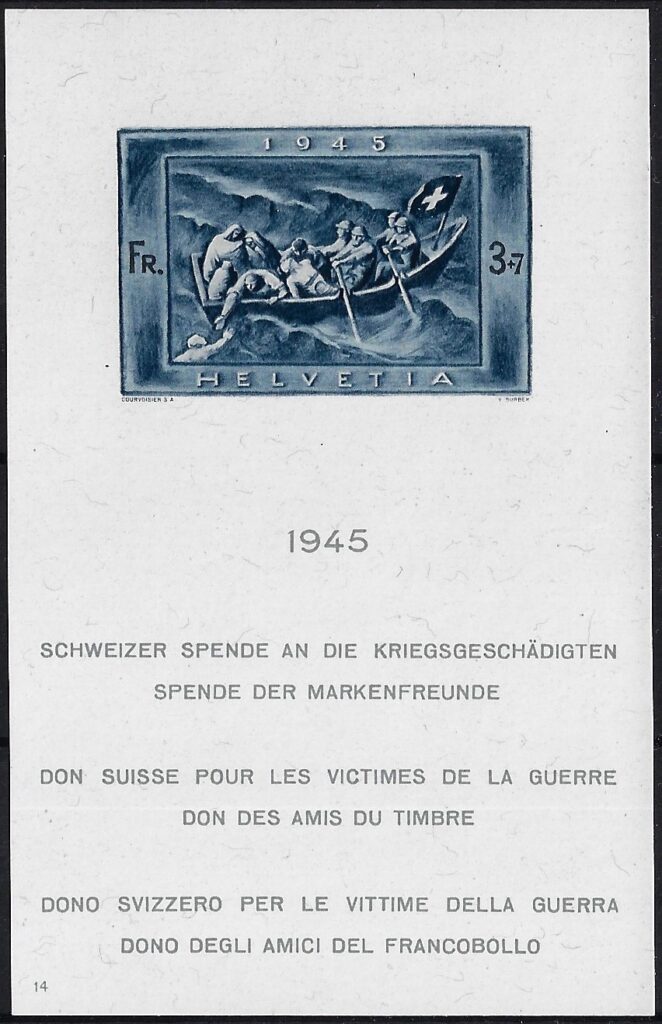 1945
FR. 3+7
HELVETIA
COURVOISIER S A V. SURBEK
1945
SCHWEIZER SPENDE AN DIE KRIEGSGESCHÄDIGTEN
SPENDE DER MARKENFREUNDE
DON SUISSE POUR LES VICTIMES DE LA GUERRE
DON DES AMIS DU TIMBRE
DONO SVIZZERO PER LE VITTIME DELLA GUERRA
DONO DEGLI AMICI DEL FRANCOBOLLO
14